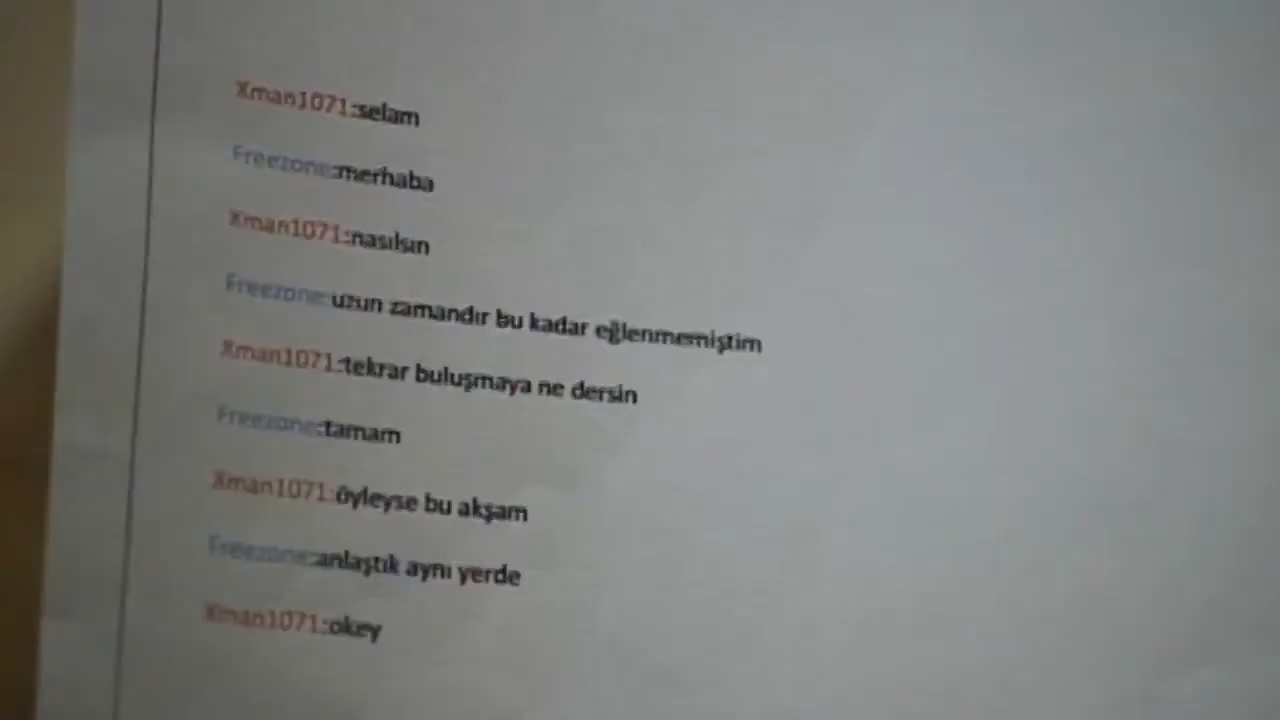 Xman1071:selam
Freezone:merhaba
Xman1071:nasılsın
Freezone:uzun zamandır bu kadar eğlenmemiştim
Xman1071:tekrar buluşmaya ne dersin
Freezone:tamam
Xman1071:öyleyse bu akşam
Freezone:anlaştık aynı yerde
Xman1071:okey